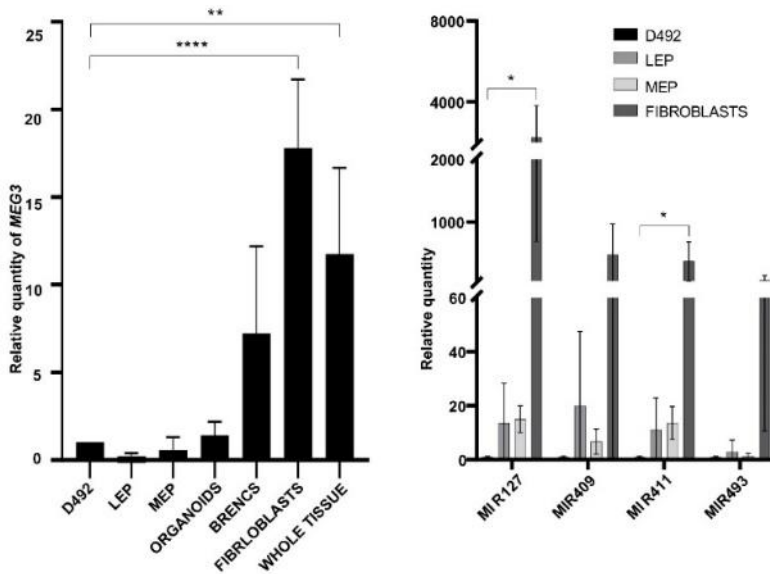 Relative quantity of MEG3
25
20
15
10
5
0
**
****
D492
LEP
MEP
ORGANOIDS
BRENCS
FIBRLOBLASTS
WHOLE TISSUE
Relative quantity
8000
4000
2000
1000
60
40
20
0
*
*
D492
LEP
MEP
FIBROBLASTS
MIR127
MIR409
MIR411
MIR493